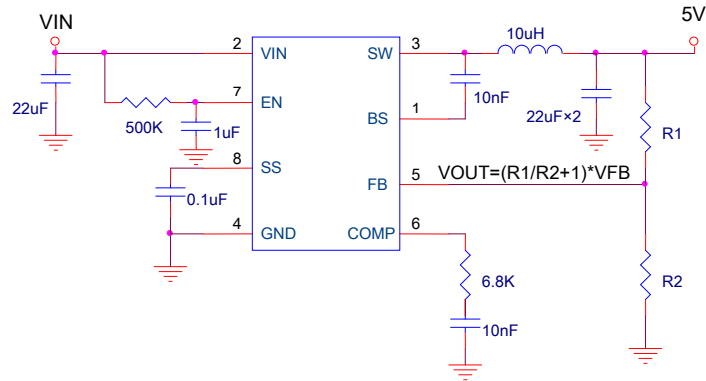 VIN
5V
2
VIN
SW
3
10uH
22uF
7
EN
500K
1uF
10nF
BS
1
22uF×2
R1
8
SS
0.1uF
FB
5
VOUT=(R1/R2+1)*VFB
4
GND
COMP
6
6.8K
R2
10nF